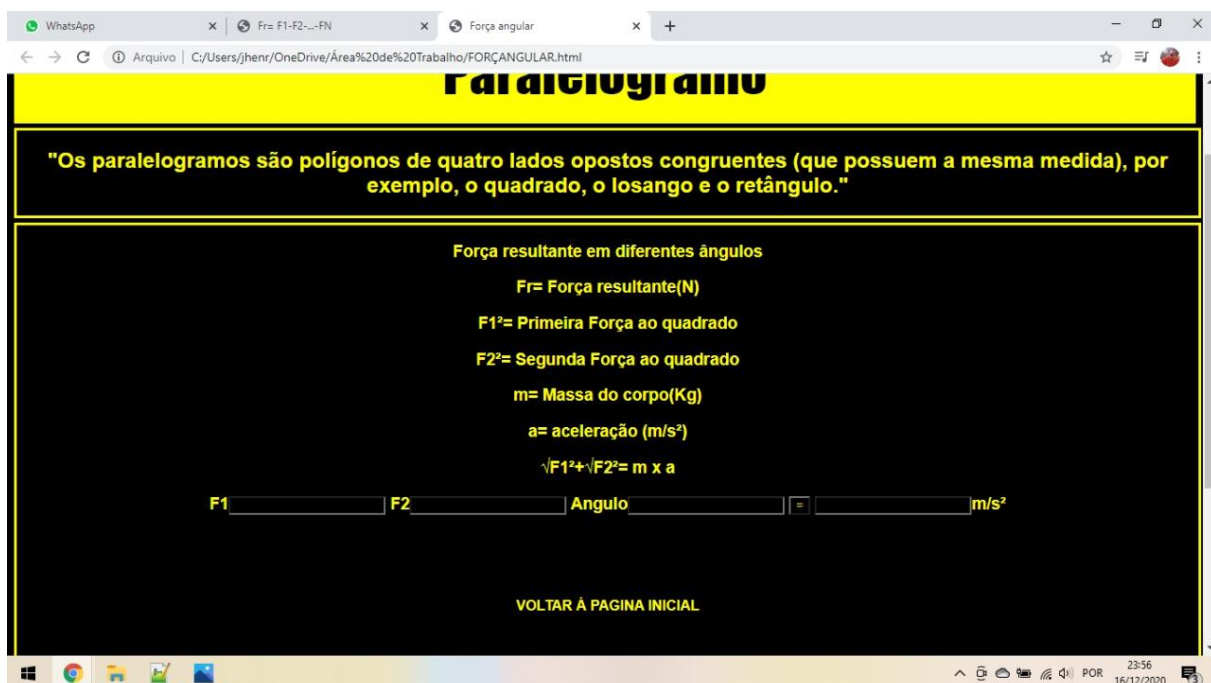 WhatsApp
Fr= F1-F2-...-FN
Força angular
Arquivo
C:/Users/jhenr/OneDrive/Área%20de%20Trabalho/FORÇANGULAR.html
Paralelogramo
"Os paralelogramos são polígonos de quatro lados opostos congruentes (que possuem a mesma medida), por
exemplo, o quadrado, o losango e o retângulo."
Força resultante em diferentes ângulos
Fr= Força resultante(N)
F1²= Primeira Força ao quadrado
F2²= Segunda Força ao quadrado
m= Massa do corpo(Kg)
a= aceleração (m/s²)
√F1²+√F2²= m x a
F1 F2 Angulo = m/s²
VOLTAR Á PAGINA INICIAL
POR
23:56
16/12/2020
3